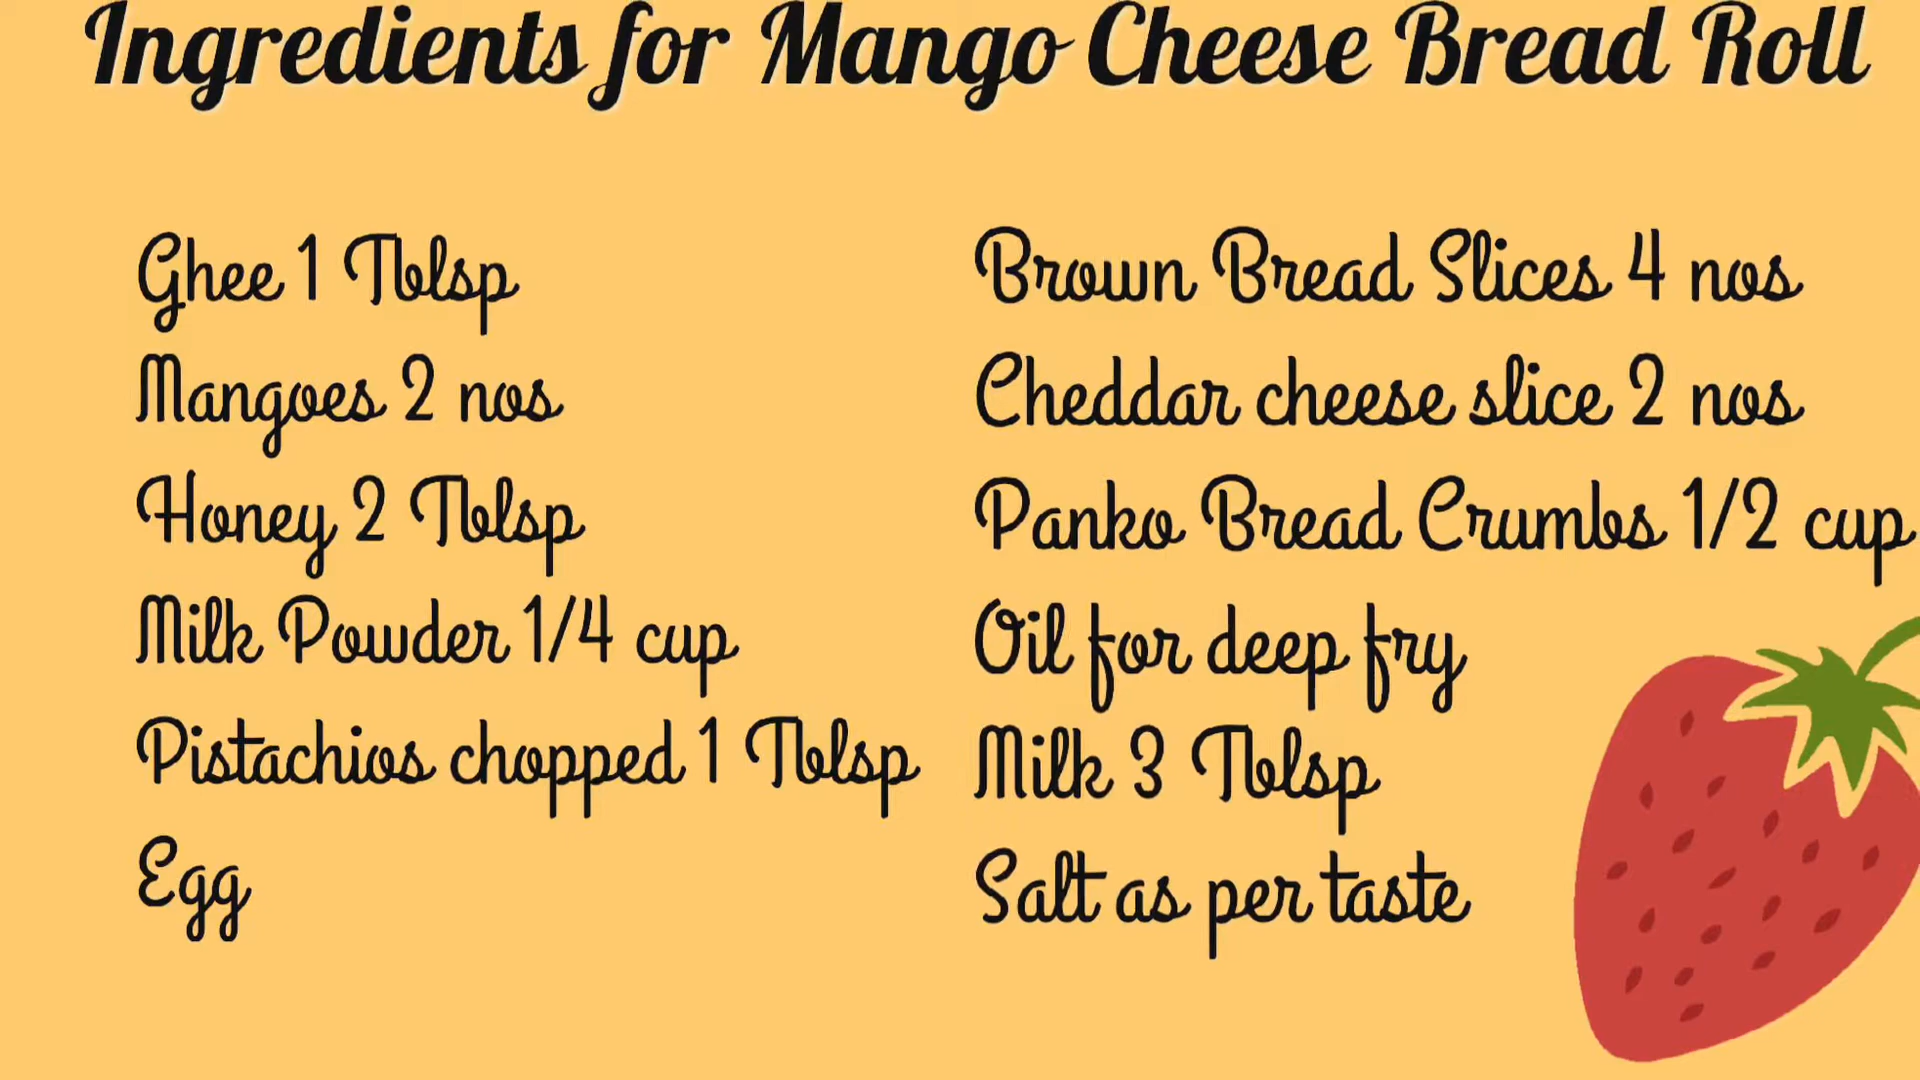 Ingredients for Mango Cheese Bread Roll
Ghee 1 Tblsp
Mangoes 2 nos
Honey 2 Tblsp
Milk Powder 1/4 cup
Pistachios chopped 1 Tblsp
Egg
Brown Bread Slices 4 nos
Cheddar cheese slice 2 nos
Panko Bread Crumbs 1/2 cup
Oil for deep fry
Milk 3 Tblsp
Salt as per taste